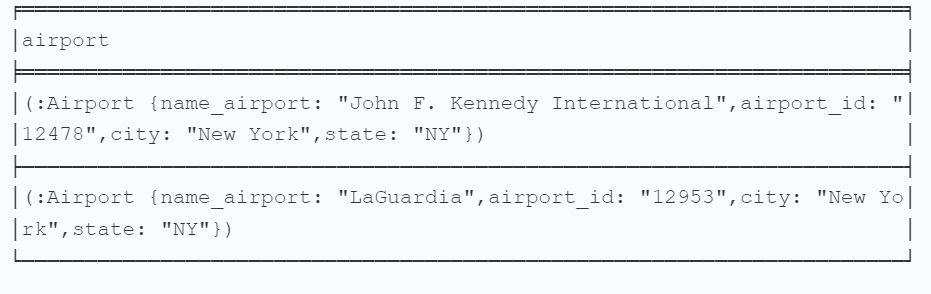 airport
(:Airport {name_airport: "John F. Kennedy International",airport_id: "
12478",city: "New York",state: "NY"})
(:Airport {name_airport: "LaGuardia",airport_id: "12953",city: "New Yo
rk",state: "NY"})